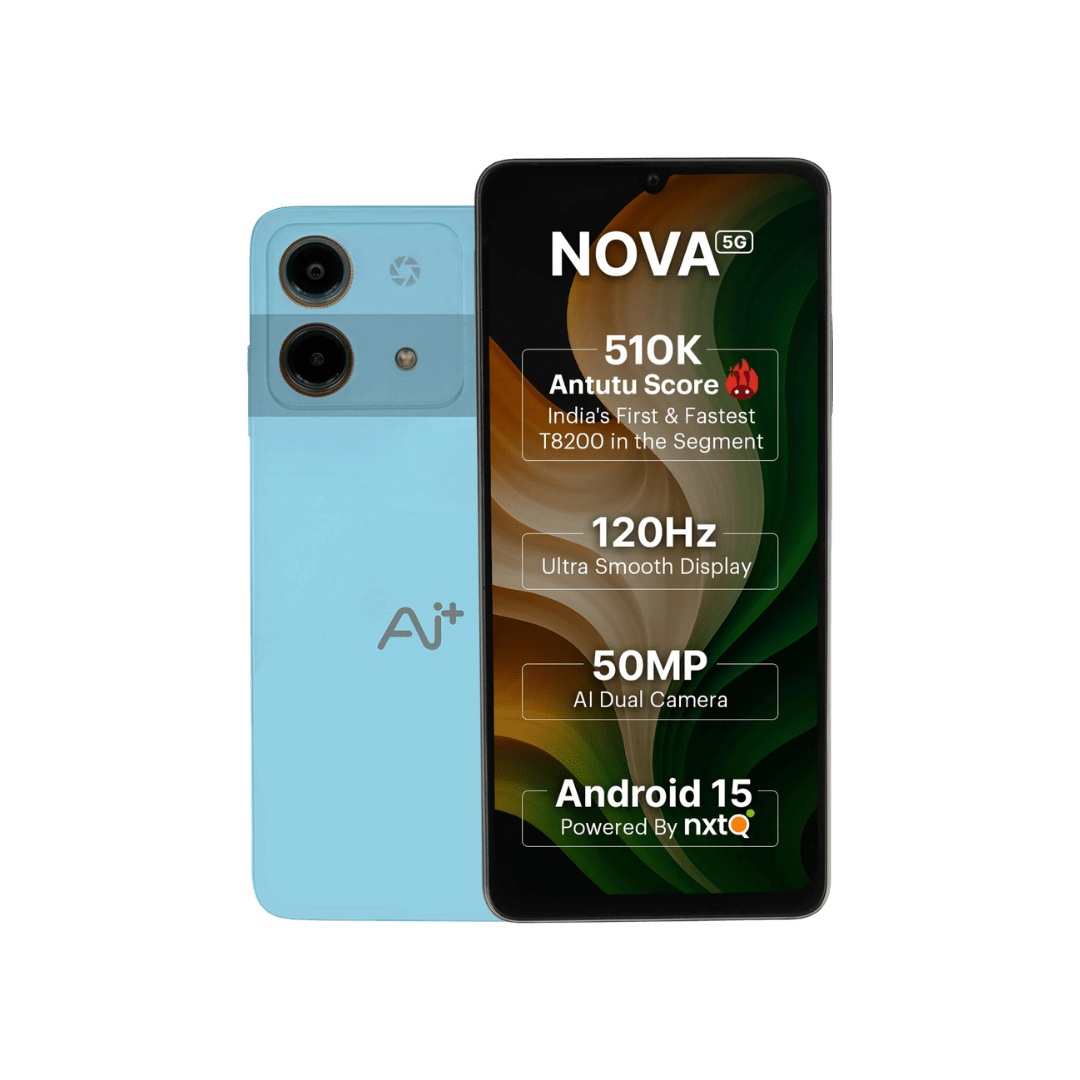 Ai+
NOVA 5G
510K
Antutu Score
India's First & Fastest
T8200 in the Segment
120Hz
Ultra Smooth Display
50MP
AI Dual Camera
Android 15
Powered By nxtQ